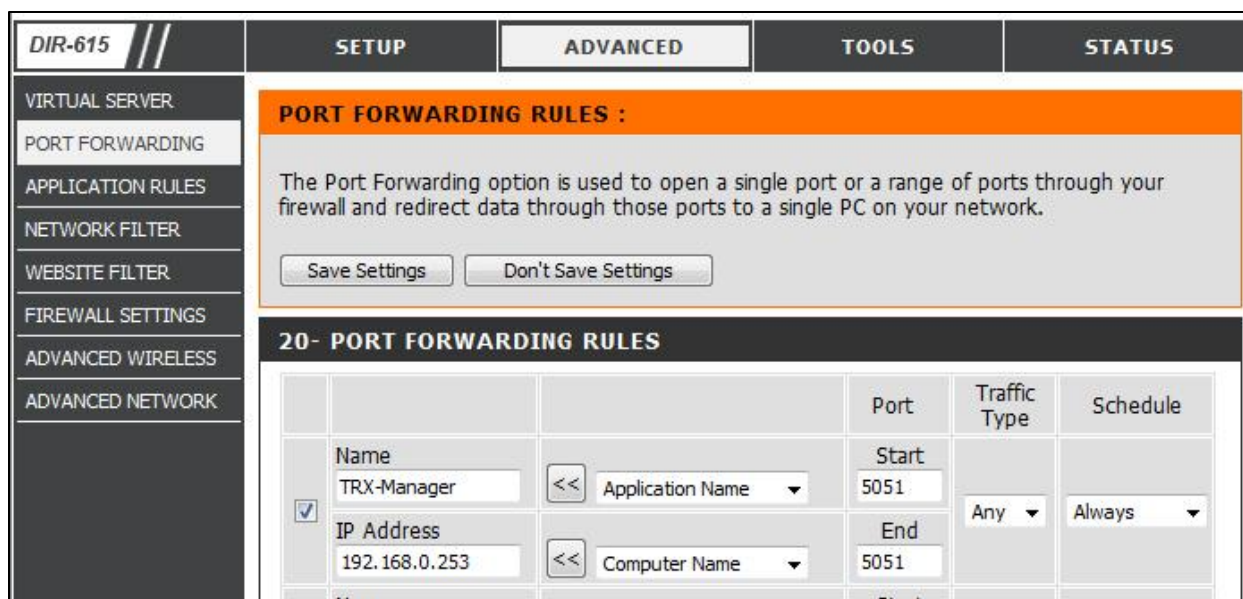 DIR-615
SETUP
ADVANCED
TOOLS
STATUS
VIRTUAL SERVER
PORT FORWARDING
APPLICATION RULES
NETWORK FILTER
WEBSITE FILTER
FIREWALL SETTINGS
ADVANCED WIRELESS
ADVANCED NETWORK
PORT FORWARDING RULES :
The Port Forwarding option is used to open a single port or a range of ports through your
firewall and redirect data through those ports to a single PC on your network.
Save Settings
Don't Save Settings
20- PORT FORWARDING RULES
Port
Traffic
Type
Schedule
Name
TRX-Manager
<<
Application Name
Start
5051
Any
Always
IP Address
192.168.0.253
<<
Computer Name
End
5051